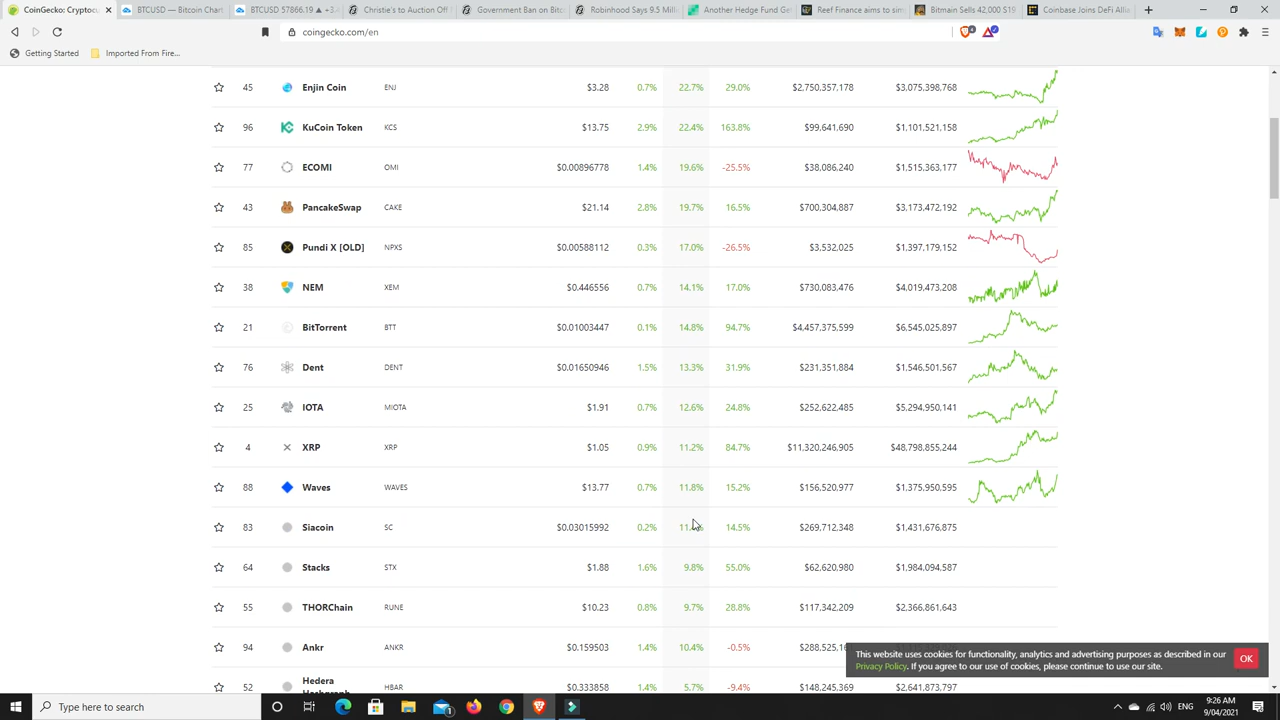 CoinGecko: Cryptocu
BTCUSD — Bitcoin Chart
BTCUSD 57866.19 ▲ +3.4
Christie's to Auction Off
Government Ban on Bitco
Robinhood Says 9.5 Milli
Another Hedge Fund Ge
Reef Finance aims to sim
Bitmain Sells 42,000 S19
Coinbase Joins DeFi Allia
coingecko.com/en
Getting Started
Imported From Fire...
45 Enjin Coin ENJ $3.28 0.7% 22.7% 29.0% $2,750,357,178 $3,075,398,768
96 KuCoin Token KCS $13.75 2.9% 22.4% 163.8% $99,641,690 $1,101,521,158
77 ECOMI OMI $0.00896778 1.4% 19.6% -25.5% $38,086,240 $1,515,363,177
43 PancakeSwap CAKE $21.14 2.8% 19.7% 16.5% $700,304,887 $3,173,472,192
85 Pundi X [OLD] NPXS $0.00588112 0.3% 17.0% -26.5% $3,532,025 $1,397,179,152
38 NEM XEM $0.446556 0.7% 14.1% 17.0% $730,083,476 $4,019,473,208
21 BitTorrent BTT $0.01003447 0.1% 14.8% 94.7% $4,457,375,599 $6,545,025,897
76 Dent DENT $0.01650946 1.5% 13.3% 31.9% $231,351,884 $1,546,501,567
25 IOTA MIOTA $1.91 0.7% 12.6% 24.8% $252,622,485 $5,294,950,141
4 XRP XRP $1.05 0.9% 11.2% 84.7% $11,320,246,905 $48,798,855,244
88 Waves WAVES $13.77 0.7% 11.8% 15.2% $156,520,977 $1,375,950,595
83 Siacoin SC $0.03015992 0.2% 14.5% $269,712,348 $1,431,676,875
64 Stacks STX $1.88 1.6% 9.8% 55.0% $62,620,980 $1,984,094,587
55 THORChain RUNE $10.23 0.8% 9.7% 28.8% $117,342,209 $2,366,861,643
94 Ankr ANKR $0.159503 1.4% 10.4% -0.5% $288,525,16
52 Hedera HBAR $0.333858 1.4% 5.7% -9.4% $148,245,369 $2,641,873,797
Hashgraph
This website uses cookies for functionality, analytics and advertising purposes as described in our
Privacy Policy. If you agree to our use of cookies, please continue to use our site.
OK
Type here to search
ENG
9:26 AM
9/04/2021